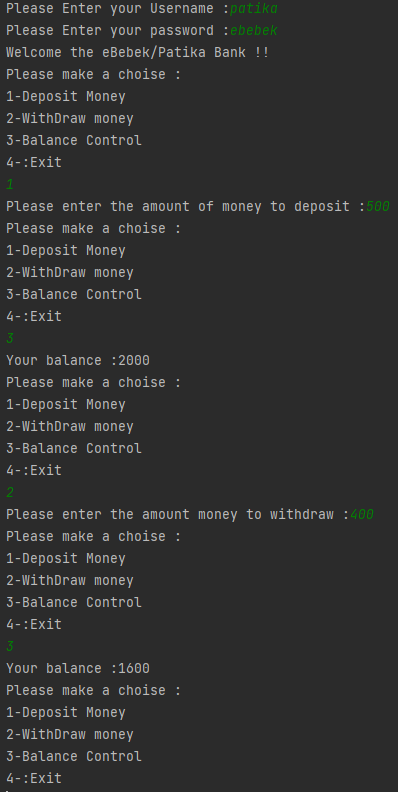 Please Enter your Username :patika
Please Enter your password :ebebek
Welcome the eBebek/Patika Bank !!
Please make a choise :
1-Deposit Money
2-WithDraw money
3-Balance Control
4-:Exit
1
Please enter the amount of money to deposit :500
Please make a choise :
1-Deposit Money
2-WithDraw money
3-Balance Control
4-:Exit
3
Your balance :2000
Please make a choise :
1-Deposit Money
2-WithDraw money
3-Balance Control
4-:Exit
2
Please enter the amount money to withdraw :400
Please make a choise :
1-Deposit Money
2-WithDraw money
3-Balance Control
4-:Exit
3
Your balance :1600
Please make a choise :
1-Deposit Money
2-WithDraw money
3-Balance Control
4-:Exit